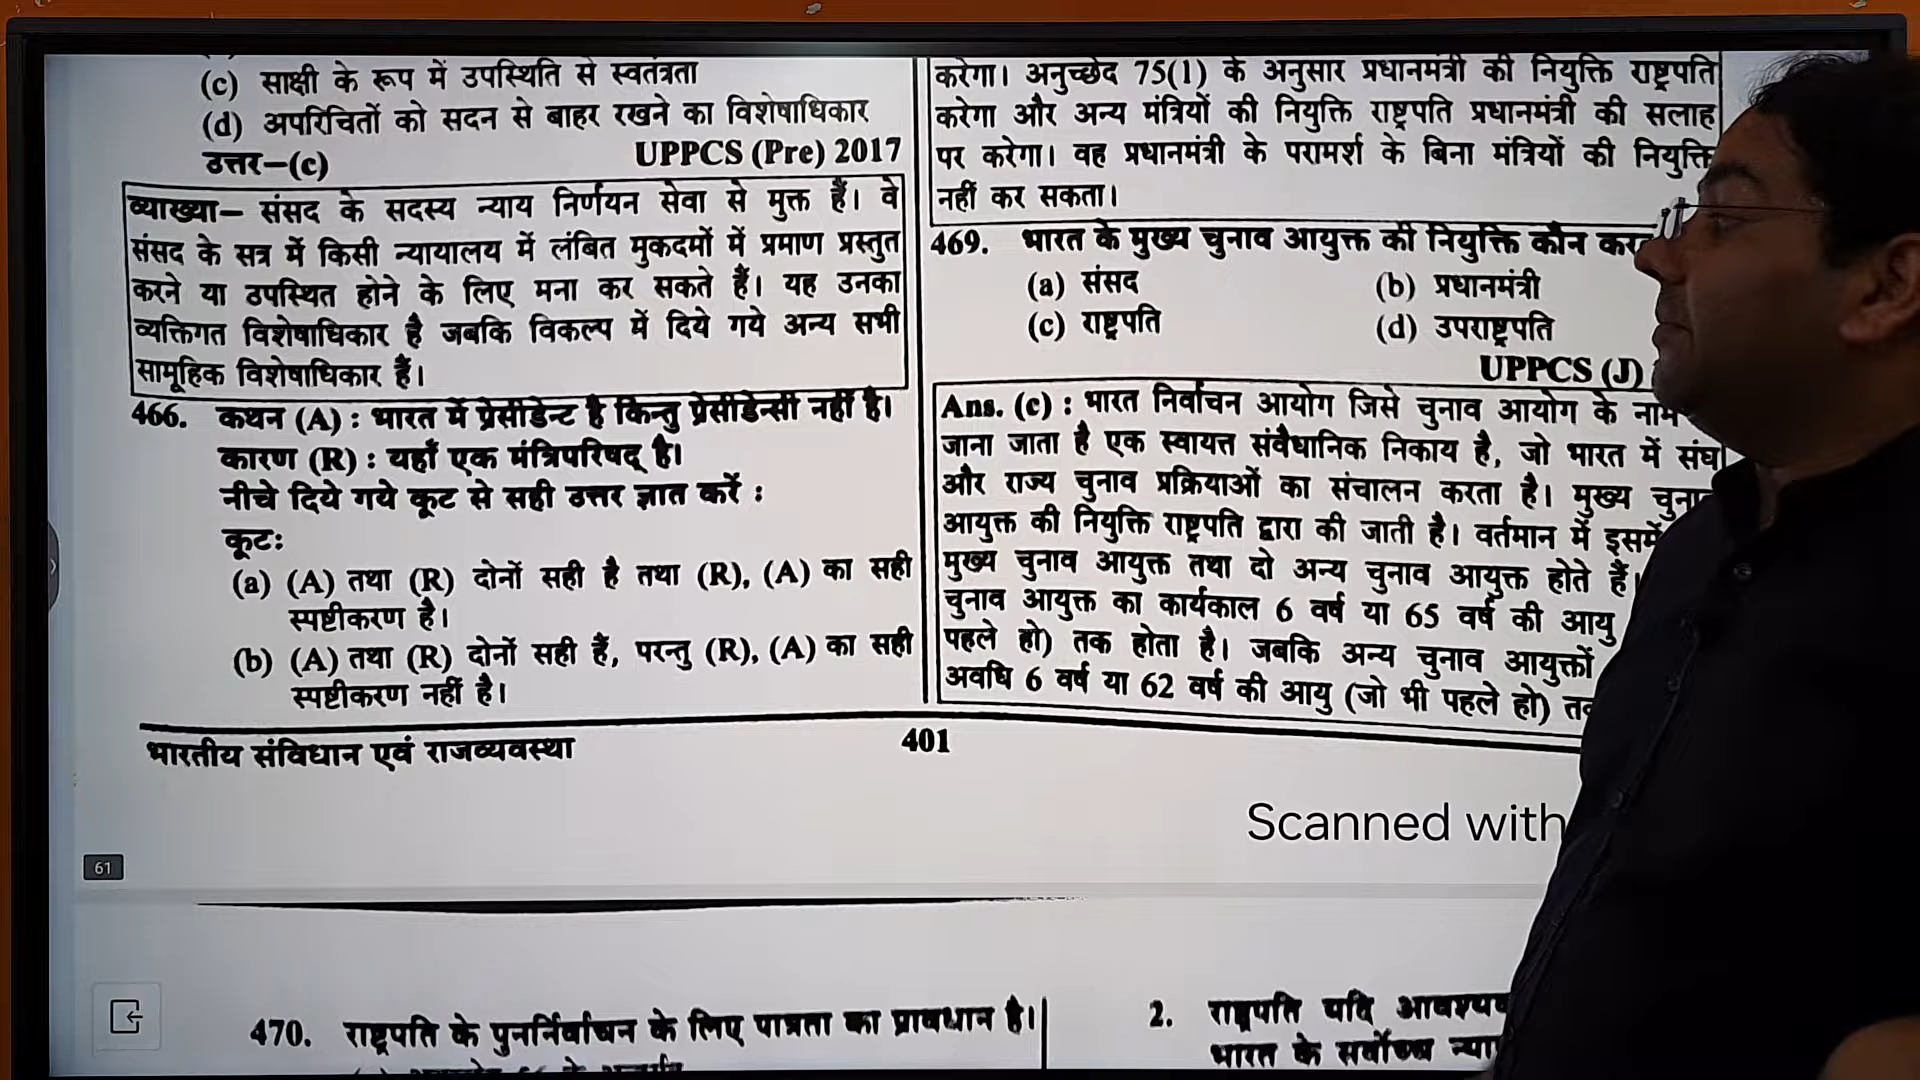 (c) साक्षी के रूप में उपस्थिति से स्वतंत्रता
(d) अपरिचितों को सदन से बाहर रखने का विशेषाधिकार
उत्तर–(c) UPPCS (Pre) 2017
व्याख्या– संसद के सदस्य न्याय निर्णयन सेवा से मुक्त हैं। वे
संसद के सत्र में किसी न्यायालय में लंबित मुकदमों में प्रमाण प्रस्तुत
करने या उपस्थित होने के लिए मना कर सकते हैं। यह उनका
व्यक्तिगत विशेषाधिकार है जबकि विकल्प में दिये गये अन्य सभी
सामूहिक विशेषाधिकार हैं।
466. कथन (A) : भारत में प्रेसीडेन्ट है किन्तु प्रेसीडेन्सी नहीं है।
कारण (R) : यहाँ एक मंत्रिपरिषद् है।
नीचे दिये गये कूट से सही उत्तर ज्ञात करें :
कूटः
(a) (A) तथा (R) दोनों सही है तथा (R), (A) का सही
स्पष्टीकरण है।
(b) (A) तथा (R) दोनों सही हैं, परन्तु (R), (A) का सही
स्पष्टीकरण नहीं है।
करेगा। अनुच्छेद 75(1) के अनुसार प्रधानमंत्री की नियुक्ति राष्ट्रपति
करेगा और अन्य मंत्रियों की नियुक्ति राष्ट्रपति प्रधानमंत्री की सलाह
पर करेगा। वह प्रधानमंत्री के परामर्श के बिना मंत्रियों की नियुक्ति
नहीं कर सकता।
469. भारत के मुख्य चुनाव आयुक्त की नियुक्ति कौन
(a) संसद (b) प्रधानमंत्री
(c) राष्ट्रपति (d) उपराष्ट्रपति
UPPCS (J)
Ans. (c) : भारत निर्वाचन आयोग जिसे चुनाव आयोग के नाम
जाना जाता है एक स्वायत्त संवैधानिक निकाय है, जो भारत में संघ
और राज्य चुनाव प्रक्रियाओं का संचालन करता है। मुख्य
आयुक्त की नियुक्ति राष्ट्रपति द्वारा की जाती है। वर्तमान में इसमें
मुख्य चुनाव आयुक्त तथा दो अन्य चुनाव आयुक्त होते हैं।
चुनाव आयुक्त का कार्यकाल 6 वर्ष या 65 वर्ष की आयु
पहले हो) तक होता है। जबकि अन्य चुनाव आयुक्तों
अवधि 6 वर्ष या 62 वर्ष की आयु (जो भी पहले हो)
भारतीय संविधान एवं राजव्यवस्था 401
Scanned with
61
470. राष्ट्रपति के पुनर्निर्वाचन के लिए पात्रता का प्रावधान है।
2. राष्ट्रपति यदि
भारत के सर्वोच्च